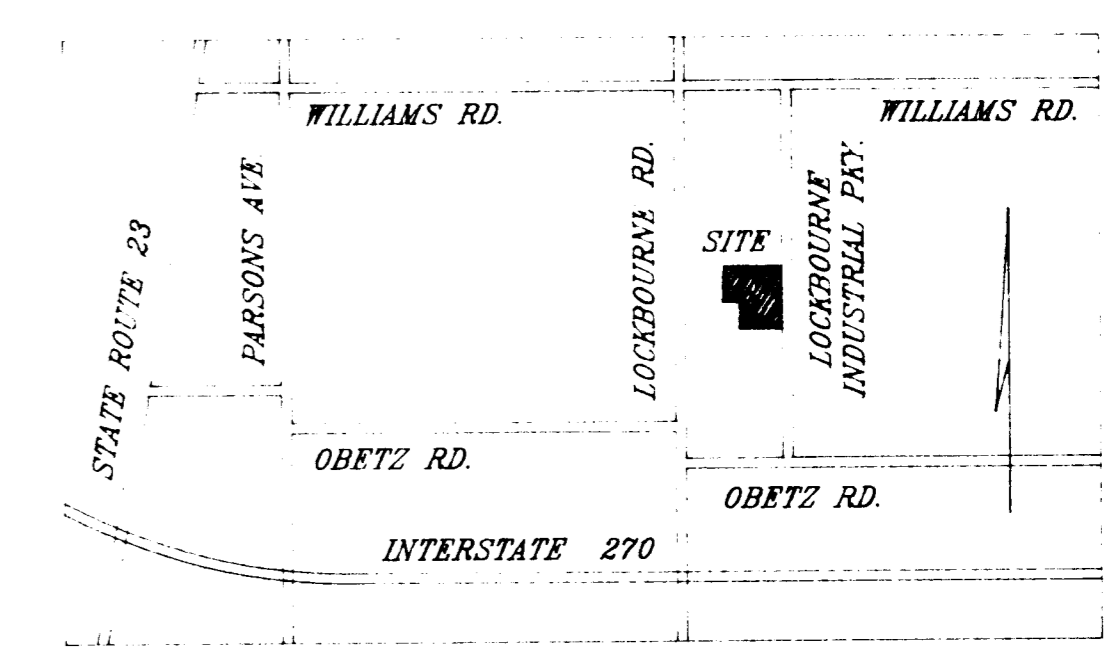 WILLIAMS RD.
WILLIAMS RD.
STATE ROUTE 23
PARSONS AVE
LOCKBOURNE RD.
SITE
LOCKBOURNE
INDUSTRIAL PKY.
OBETZ RD.
OBETZ RD.
INTERSTATE 270